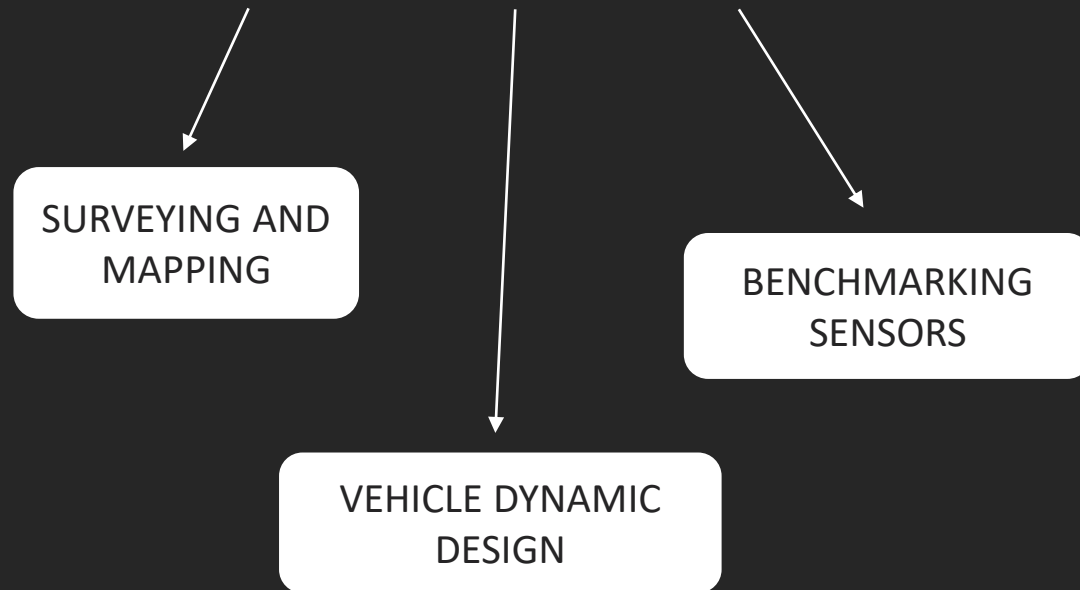 SURVEYING AND
MAPPING
BENCHMARKING
SENSORS
VEHICLE DYNAMIC
DESIGN